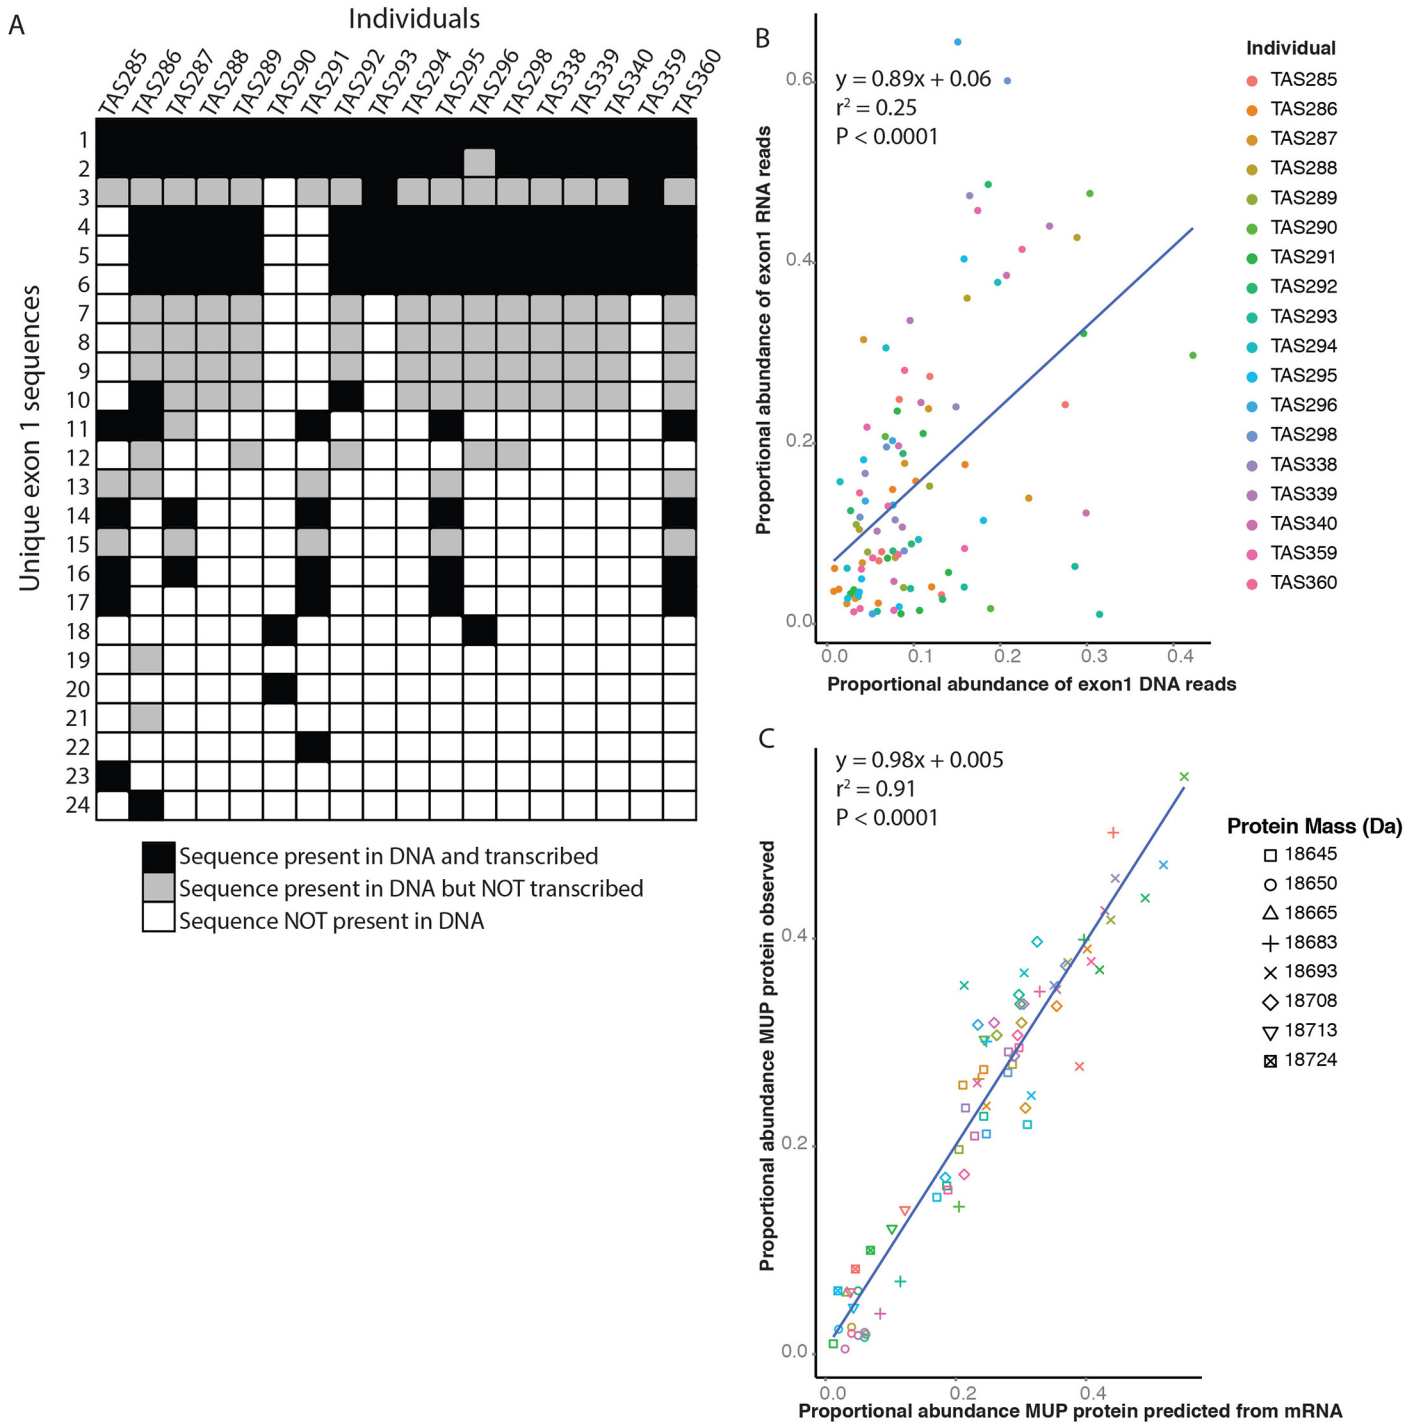 A
Individuals
TAS285
TAS286
TAS287
TAS288
TAS289
TAS290
TAS291
TAS292
TAS293
TAS294
TAS295
TAS296
TAS298
TAS338
TAS339
TAS340
TAS359
TAS360
Unique exon 1 sequences
1
2
3
4
5
6
7
8
9
10
11
12
13
14
15
16
17
18
19
20
21
22
23
24
Sequence present in DNA and transcribed
Sequence present in DNA but NOT transcribed
Sequence NOT present in DNA
B
y = 0.89x + 0.06
r² = 0.25
P < 0.0001
Proportional abundance of exon1 RNA reads
0.6
0.4
0.2
0.0
0.0 0.1 0.2 0.3 0.4
Proportional abundance of exon1 DNA reads
Individual
TAS285
TAS286
TAS287
TAS288
TAS289
TAS290
TAS291
TAS292
TAS293
TAS294
TAS295
TAS296
TAS298
TAS338
TAS339
TAS340
TAS359
TAS360
C
y = 0.98x + 0.005
r² = 0.91
P < 0.0001
Proportional abundance MUP protein observed
0.4
0.2
0.0
0.0 0.2 0.4
Proportional abundance MUP protein predicted from mRNA
Protein Mass (Da)
18645
18650
18665
18683
18693
18708
18713
18724